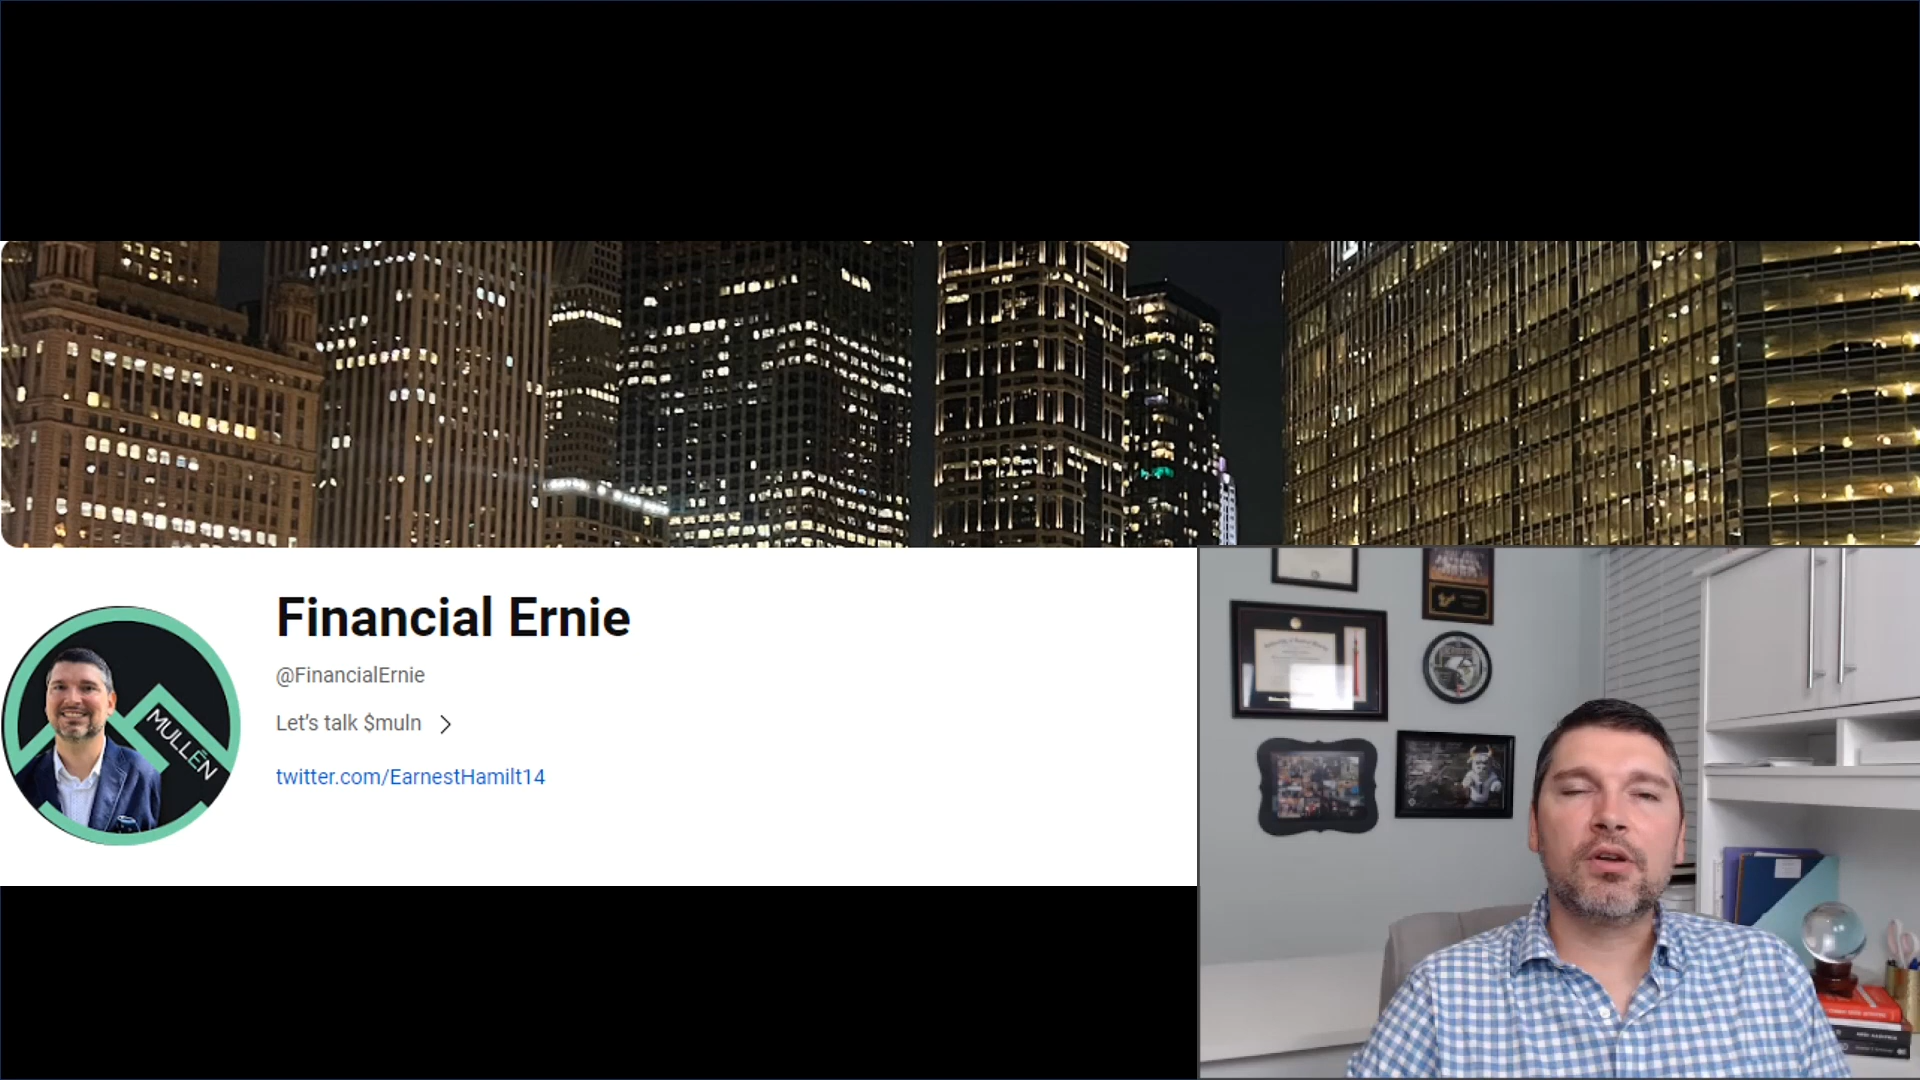 Financial Ernie
@FinancialErnie
Let's talk $muln
twitter.com/EarnestHamilt14
MULLEN